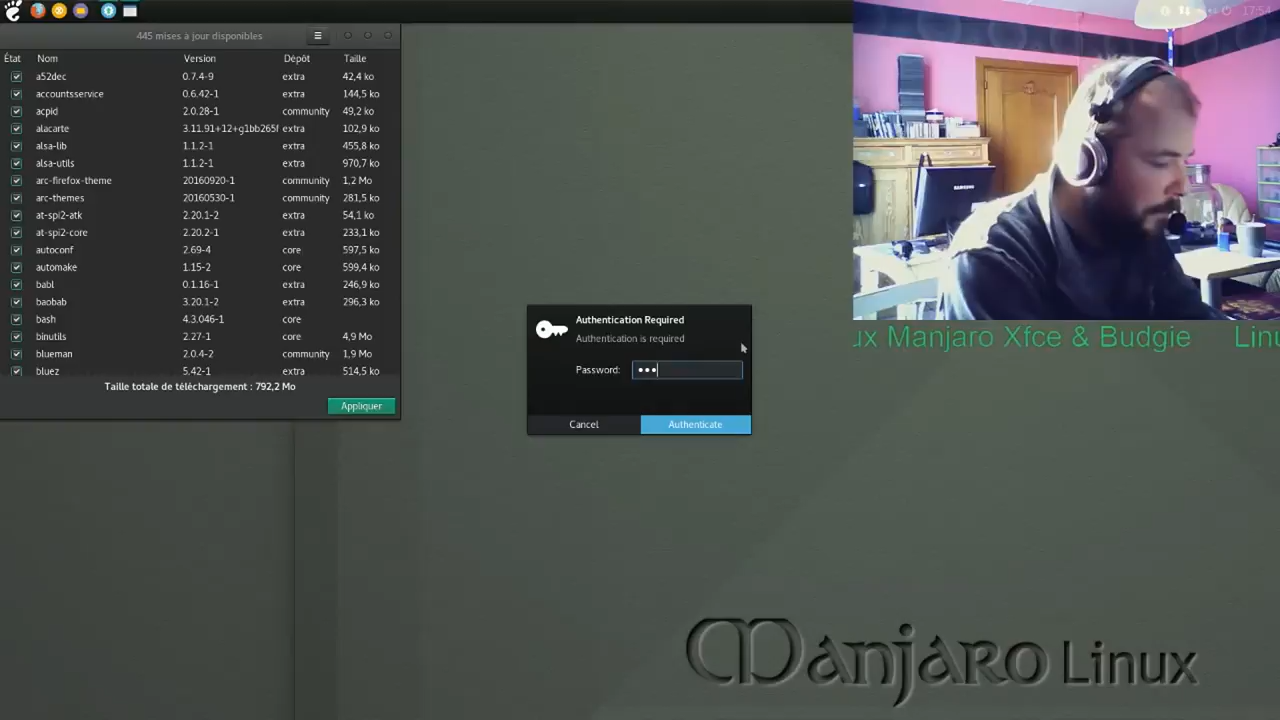 17:54
445 mises à jour disponibles
État Nom Version Dépôt Taille
a52dec 0.7.4-9 extra 42,4 ko
accountsservice 0.6.42-1 extra 144,5 ko
acpid 2.0.28-1 community 49,2 ko
alacarte 3.11.91+12+g1bb265f extra 102,9 ko
alsa-lib 1.1.2-1 extra 455,8 ko
alsa-utils 1.1.2-1 extra 970,7 ko
arc-firefox-theme 20160920-1 community 1,2 Mo
arc-themes 20160530-1 community 281,5 ko
at-spi2-atk 2.20.1-2 extra 54,1 ko
at-spi2-core 2.20.2-1 extra 233,1 ko
autoconf 2.69-4 core 597,5 ko
automake 1.15-2 core 599,4 ko
babl 0.1.16-1 extra 246,9 ko
baobab 3.20.1-2 extra 296,3 ko
bash 4.3.046-1 core
binutils 2.27-1 core 4,9 Mo
blueman 2.0.4-2 community 1,9 Mo
bluez 5.42-1 extra 514,5 ko
Taille totale de téléchargement : 792,2 Mo
Appliquer
Authentication Required
Authentication is required
Password: •••
Cancel Authenticate
SAMSUNG
ux Manjaro Xfce & Budgie Linu
Manjaro Linux